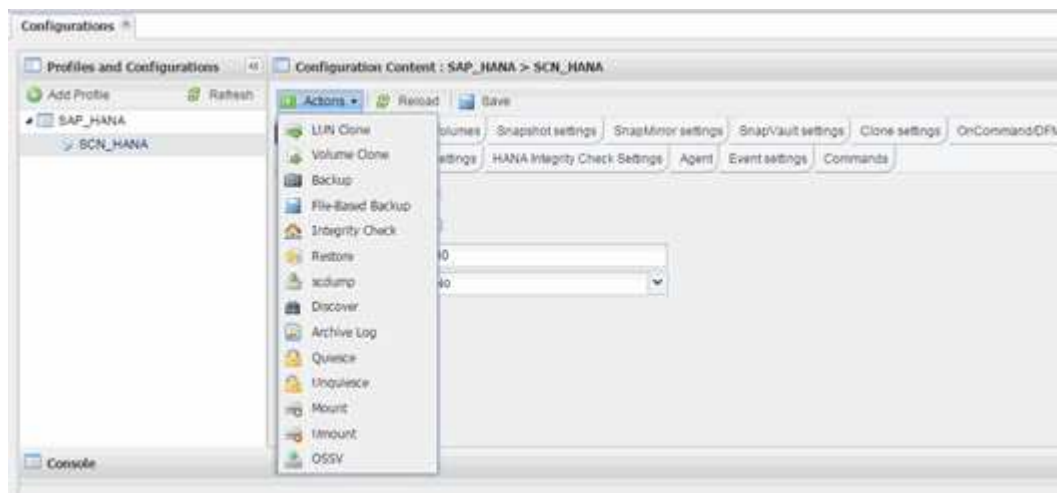 Configurations
Profiles and Configurations
Configuration Content : SAP_HANA > SCN_HANA
Add Profile Refresh
Actions Reload Save
SAP_HANA
SCN_HANA
LUN Clone
Volume Clone
Backup
File-Based Backup
Integrity Check
Restore
scdump
Discover
Archive Log
Quiesce
Unquiesce
Mount
Umount
OSSV
olumes Snapshot settings SnapMirror settings SnapVault settings Clone settings OnCommand/DFM
ettings HANA Integrity Check Settings Agent Event settings Commands
Console